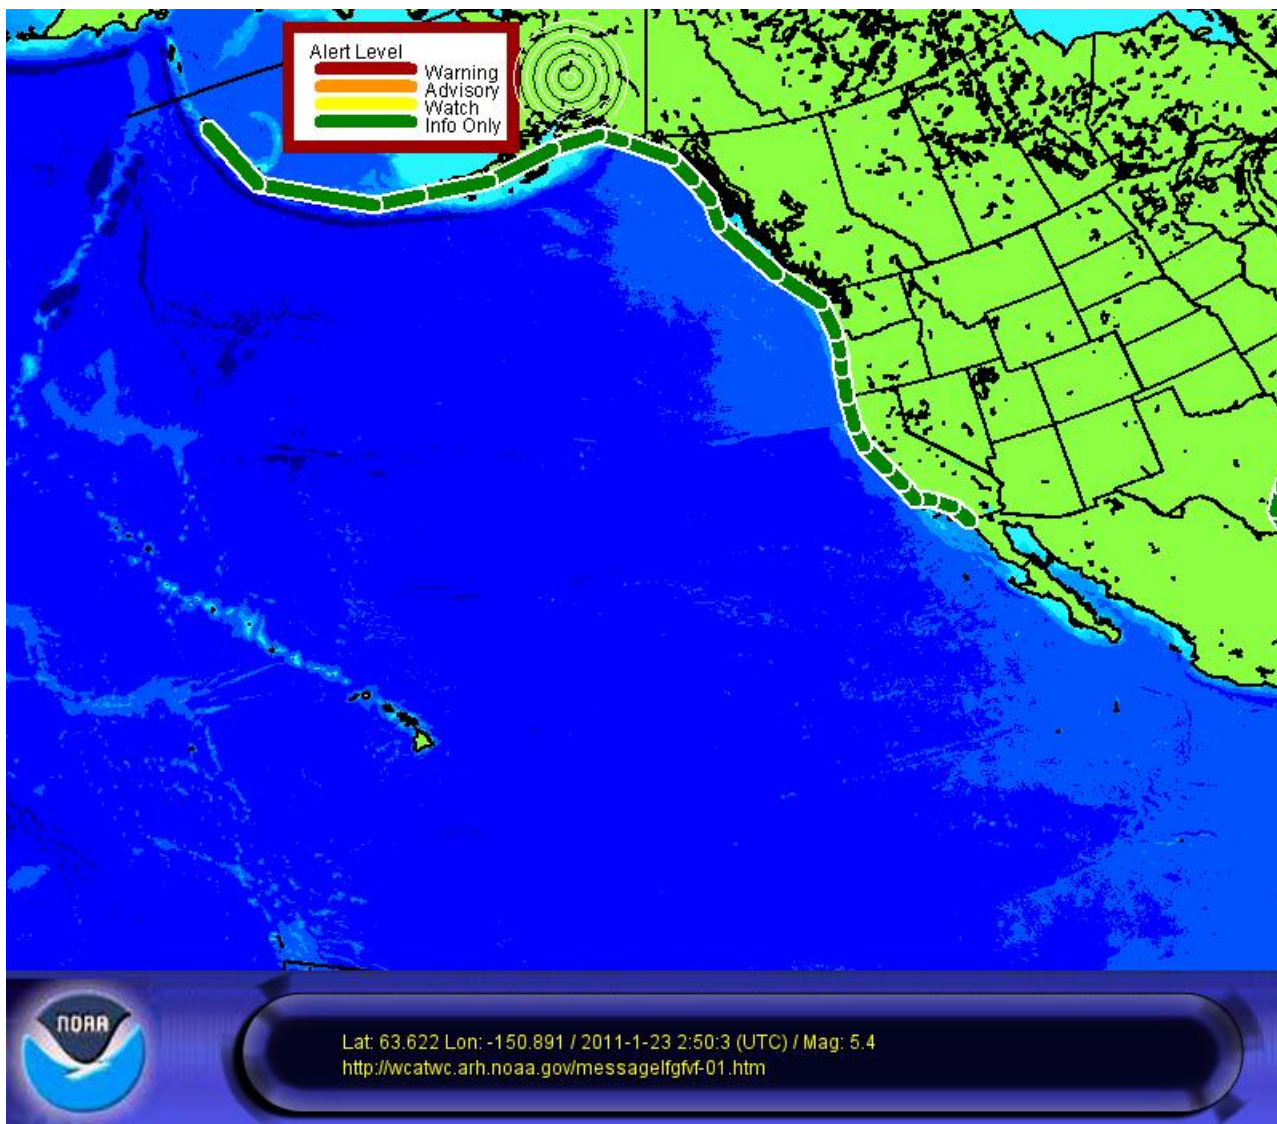 Alert Level
Warning
Advisory
Watch
Info Only
NOAA
Lat: 63.622 Lon: -150.891 / 2011-1-23 2:50:3 (UTC) / Mag: 5.4
http://wcatwc.arh.noaa.gov/messagelfgfvf-01.htm